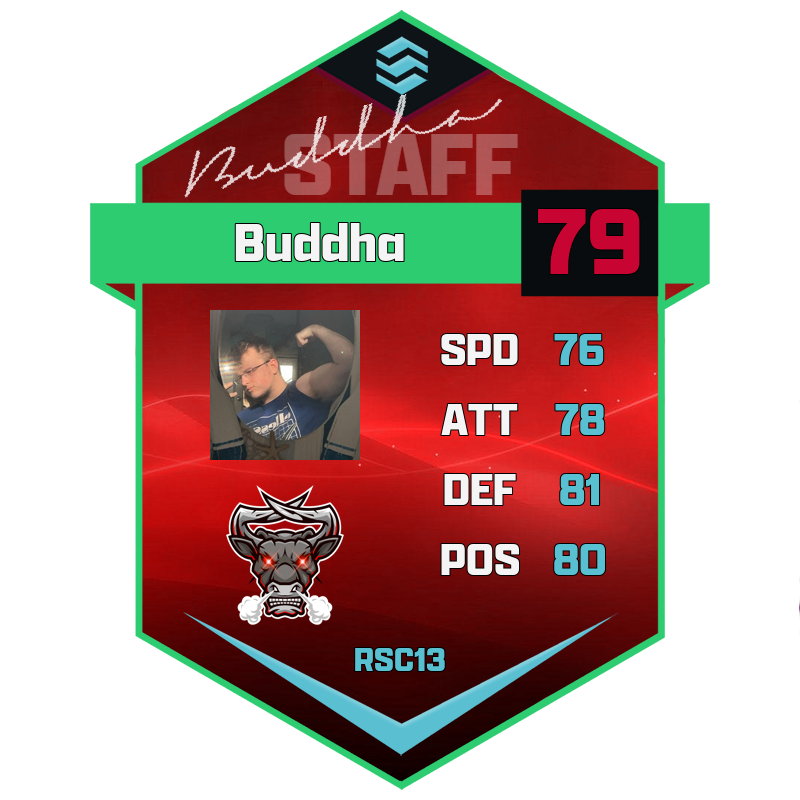 Buddha
STAFF
Buddha 79
SPD 76
ATT 78
DEF 81
POS 80
RSC13